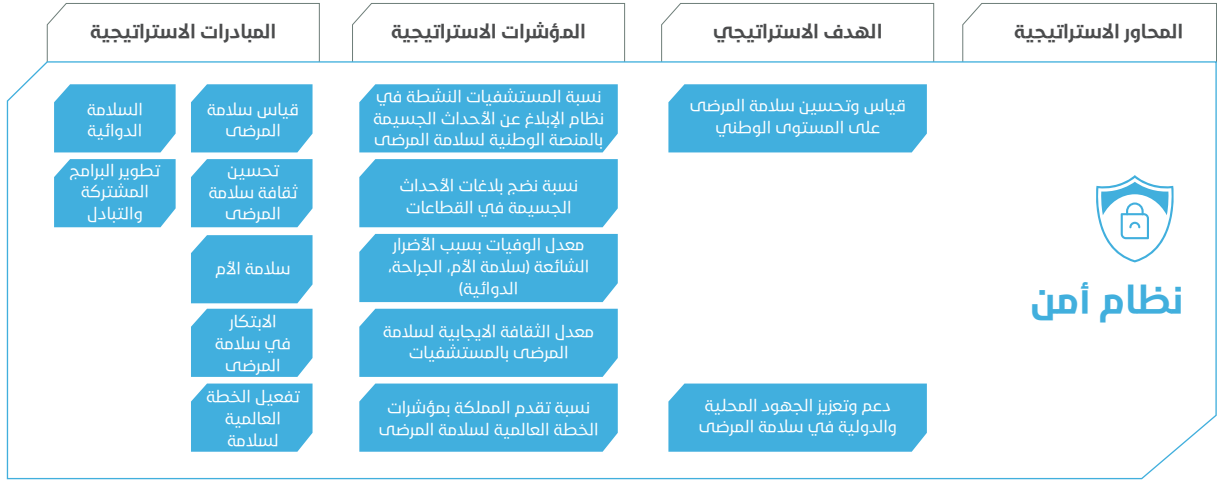 المحاور الاستراتيجية
الهدف الاستراتيجي
المؤشرات الاستراتيجية
المبادرات الاستراتيجية
نظام أمن
قياس وتحسين سلامة المرضى
على المستوى الوطني
دعم وتعزيز الجهود المحلية
والدولية في سلامة المرضى
نسبة المستشفيات النشطة في
نظام الإبلاغ عن الأحداث الجسيمة
بالمنصة الوطنية لسلامة المرضى
نسبة نضج بلاغات الأحداث
الجسيمة في القطاعات
معدل الوفيات بسبب الأضرار
الشائعة (سلامة الأم، الجراحة،
الدوائية)
معدل الثقافة الايجابية لسلامة
المرضى بالمستشفيات
نسبة تقدم المملكة بمؤشرات
الخطة العالمية لسلامة المرضى
قياس سلامة
المرضى
تحسين
ثقافة سلامة
المرضى
سلامة الأم
الابتكار
في سلامة
المرضى
تفعيل الخطة
العالمية
لسلامة
السلامة
الدوائية
تطوير البرامج
المشتركة
والتبادل